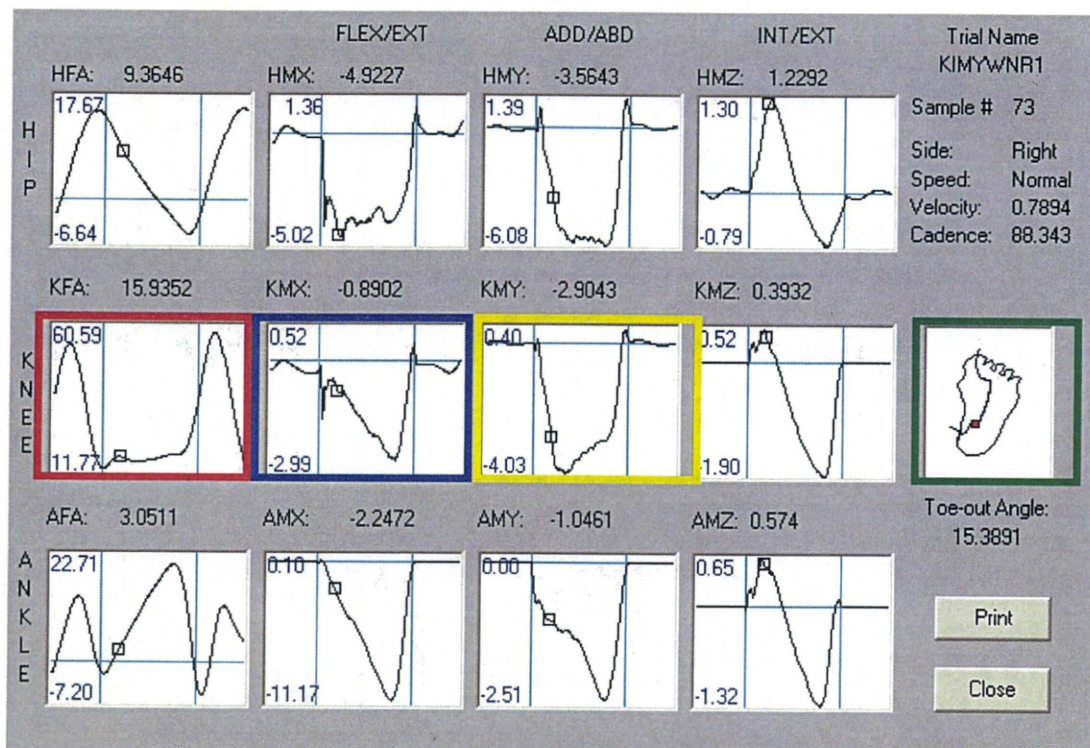 FLEX/EXT ADD/ABD INT/EXT Trial Name
KIMYWNR1
HFA: 9.3646 HMX: -4.9227 HMY: -3.5643 HMZ: 1.2292
17.67 1.36 1.39 1.30
Sample # 73
HIP
Side: Right
Speed: Normal
Velocity: 0.7894
Cadence: 88.343
-6.64 -5.02 -6.08 -0.79
KFA: 15.9352 KMX: -0.8902 KMY: -2.9043 KMZ: 0.3932
60.59 0.52 0.40 0.52
KNEE
11.77 -2.99 -4.03 -1.90
AFA: 3.0511 AMX: -2.2472 AMY: -1.0461 AMZ: 0.574
Toe-out Angle:
15.3891
22.71 0.10 0.00 0.65
ANKLE
-7.20 -11.17 -2.51 -1.32
Print
Close